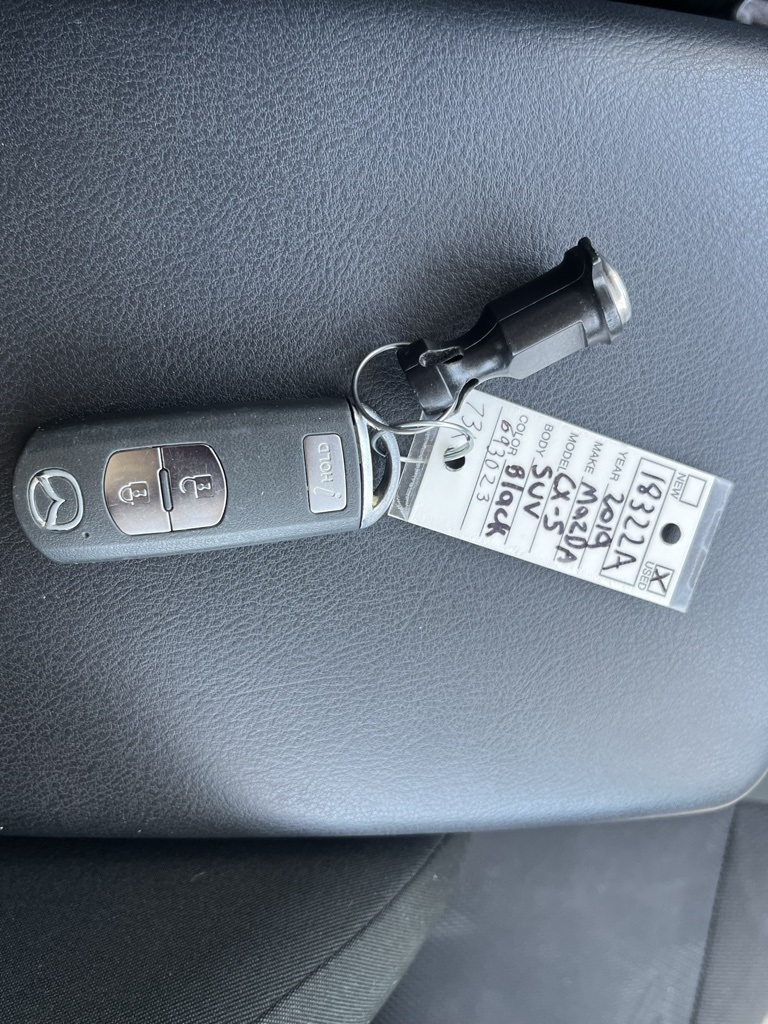 NEW USED
18322A
YEAR 2019
MAKE MazDA
MODEL CX-5
BODY SUV
COLOR Black
693023
HOLD